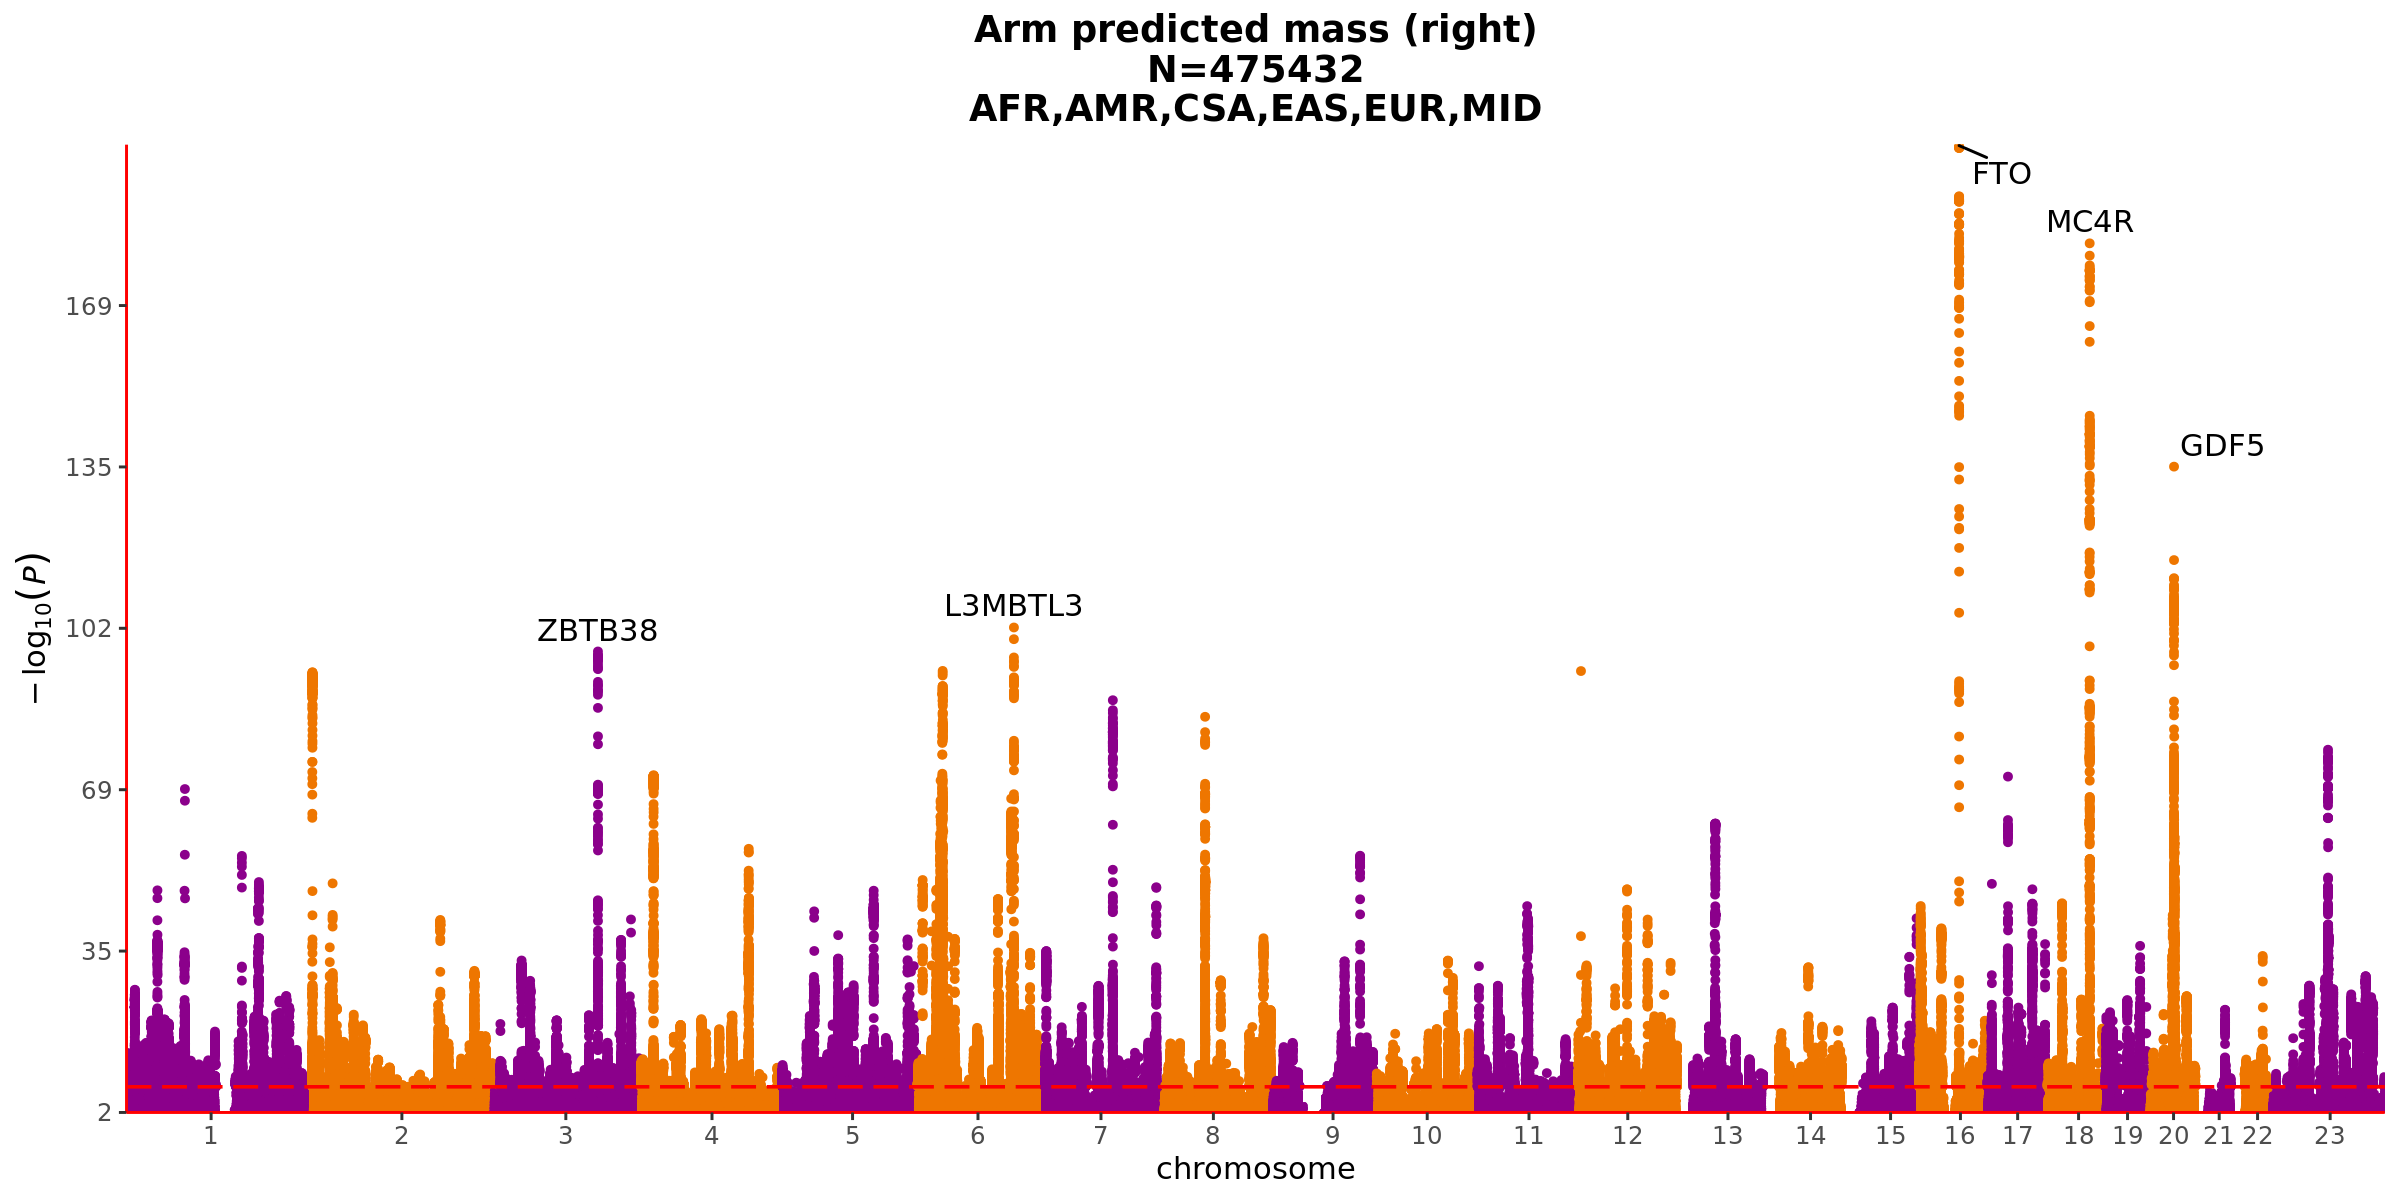 Arm predicted mass (right)
N=475432
AFR,AMR,CSA,EAS,EUR,MID
FTO
MC4R
169
GDF5
135
L3MBTL3
ZBTB38
102
−log10(P)
69
35
2
1 2 3 4 5 6 7 8 9 10 11 12 13 14 15 16 17 18 19 20 21 22 23
chromosome